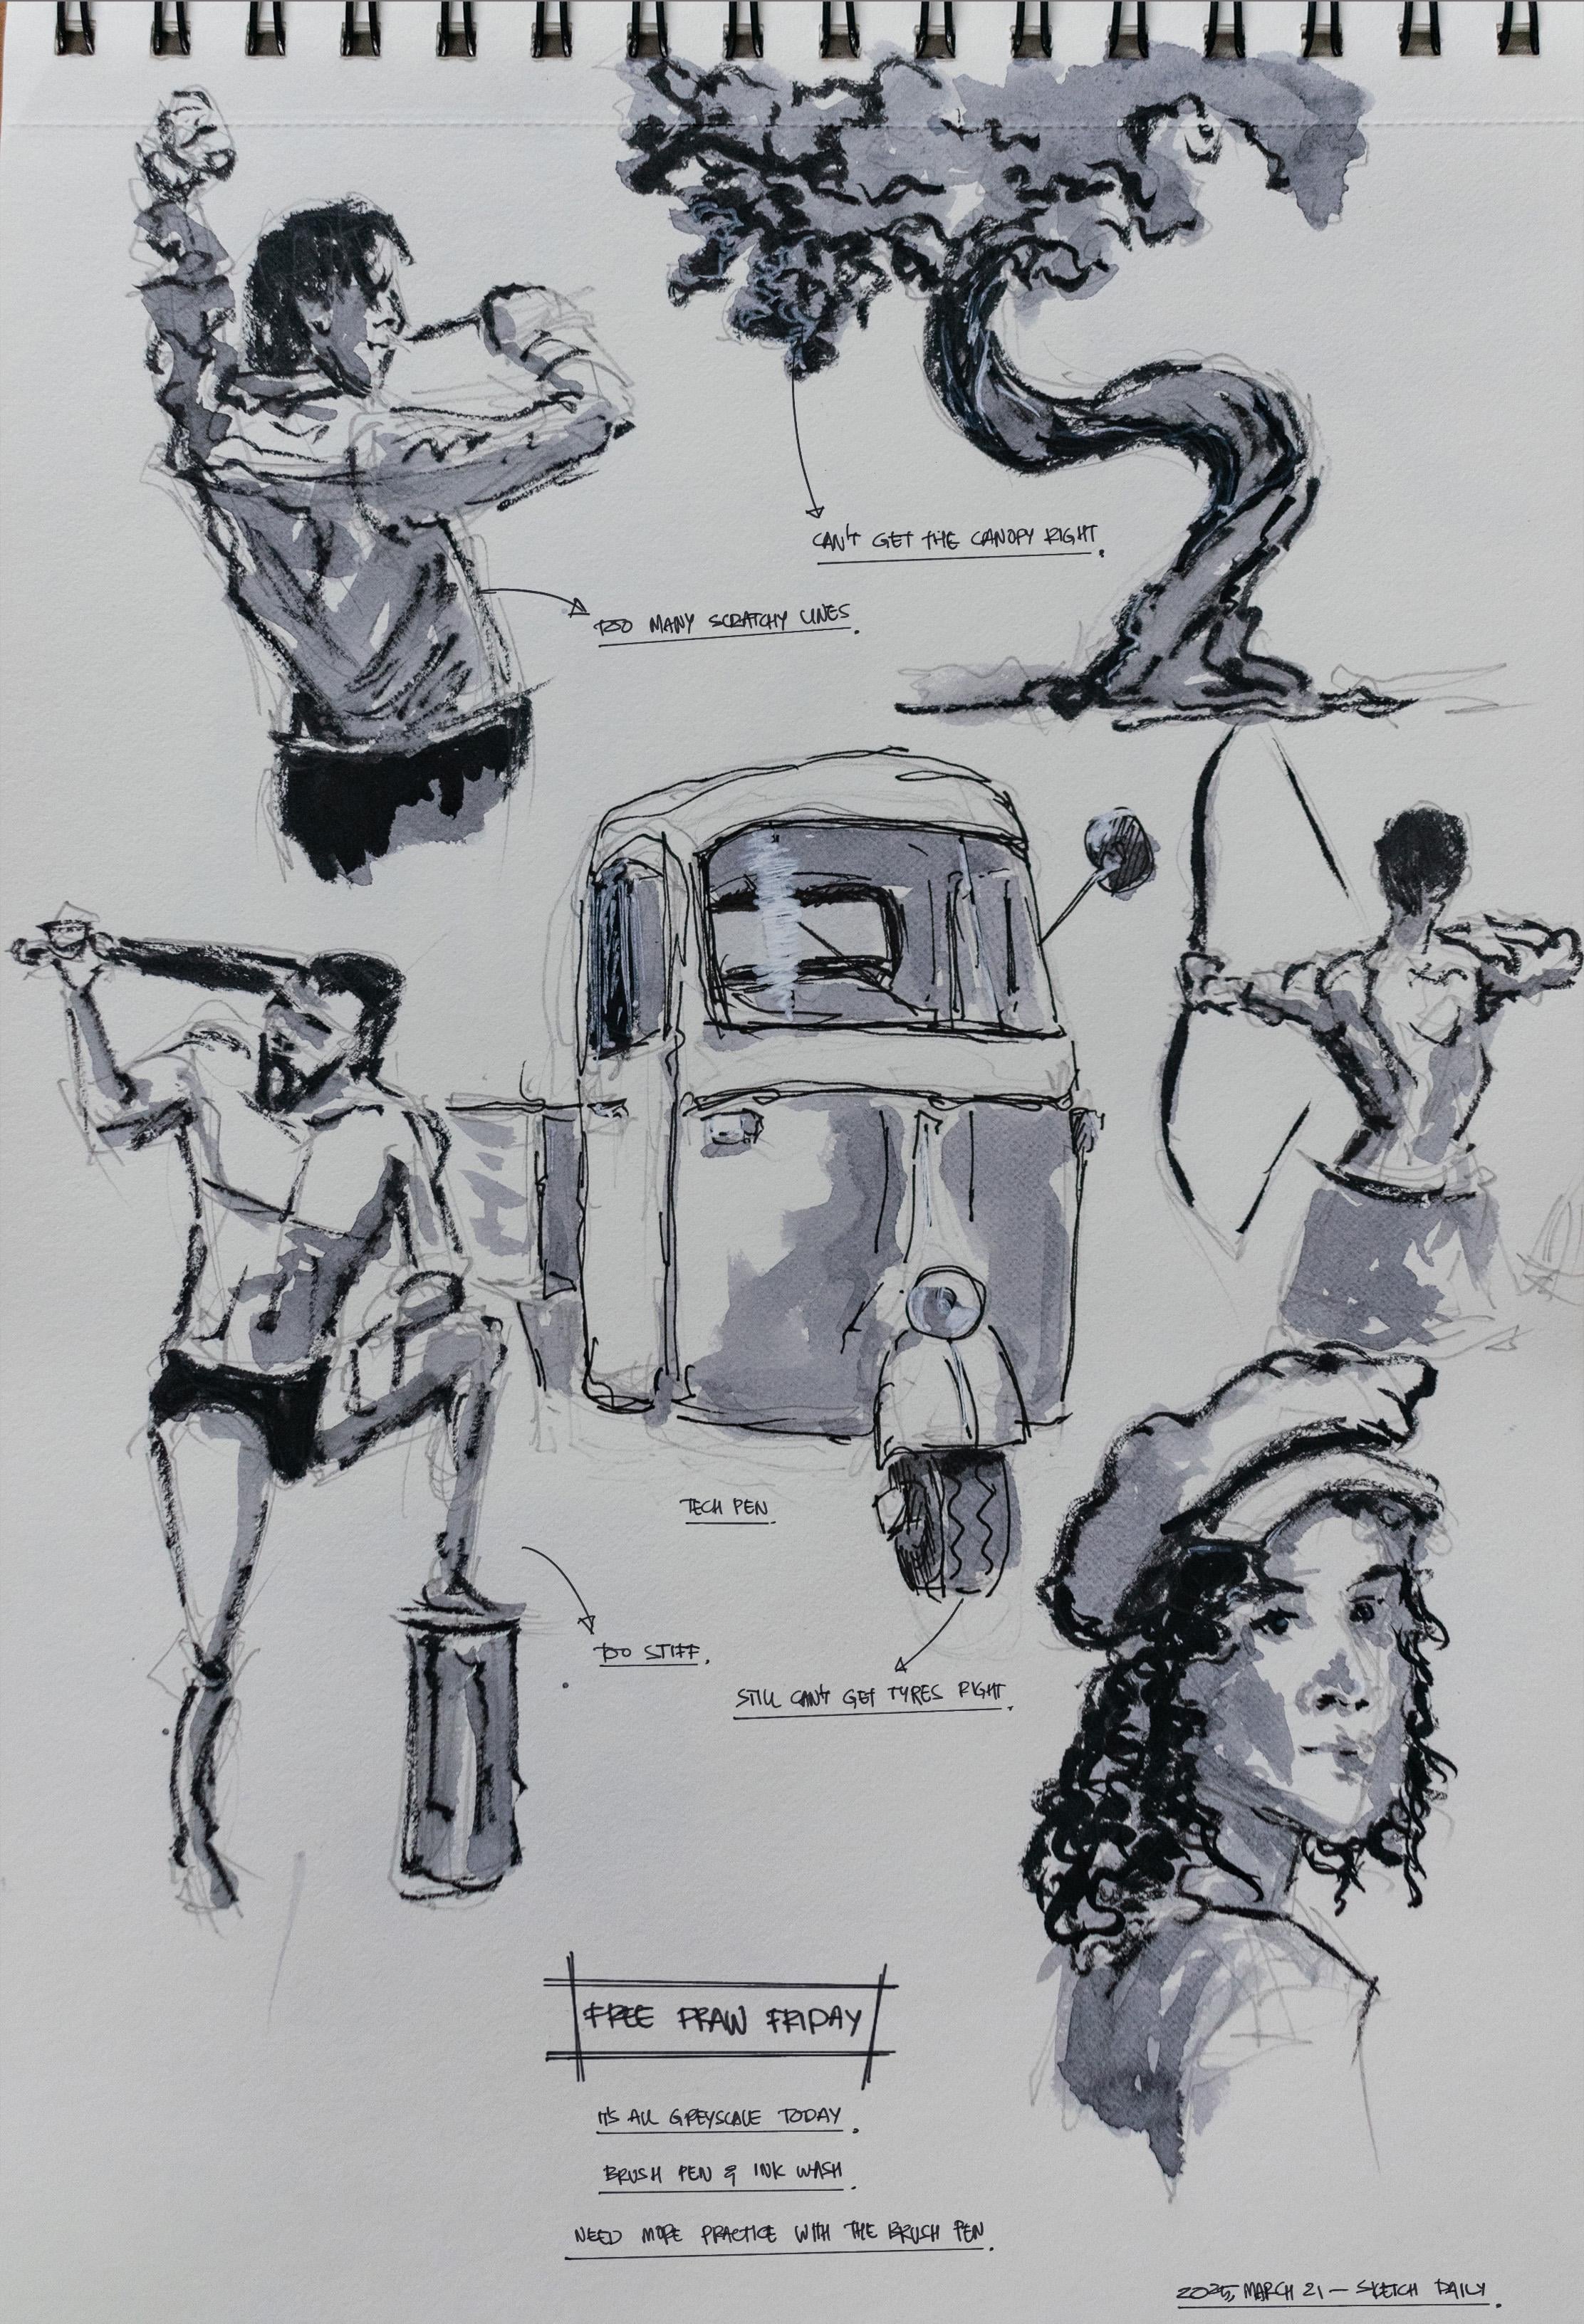 CAN'T GET THE CANOPY RIGHT.
TOO MANY SCRATCHY LINES.
TECH PEN.
TOO STIFF.
STILL CAN'T GET TYRES RIGHT.
FREE DRAW FRIDAY
IT'S ALL GREYSCALE TODAY.
BRUSH PEN & INK WASH.
NEED MORE PRACTICE WITH THE BRUSH PEN.
2025, MARCH 21 — SKETCH DAILY.